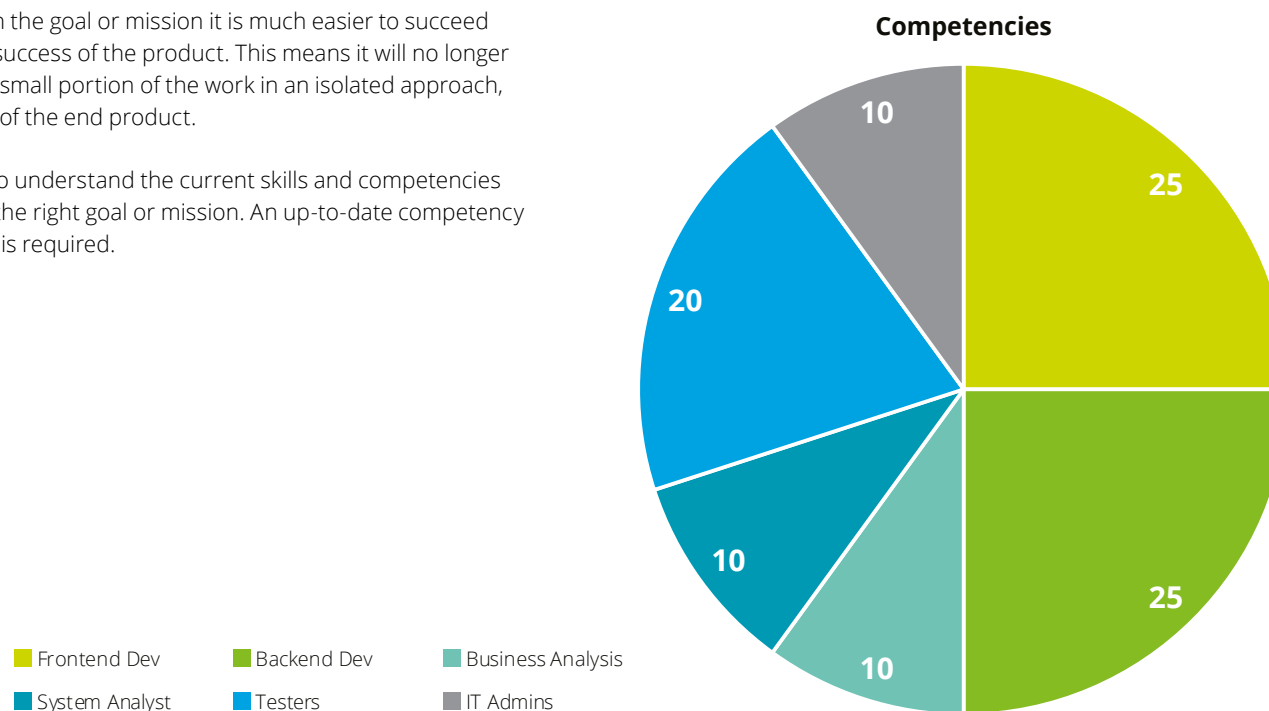 the goal or mission it is much easier to succeed
success of the product. This means it will no longer
small portion of the work in an isolated approach,
of the end product.
understand the current skills and competencies
the right goal or mission. An up-to-date competency
is required.
Competencies
10
25
20
10
25
10
Frontend Dev
Backend Dev
Business Analysis
System Analyst
Testers
IT Admins